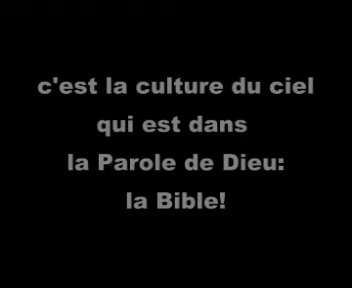 c'est la culture du ciel
qui est dans
la Parole de Dieu:
la Bible!